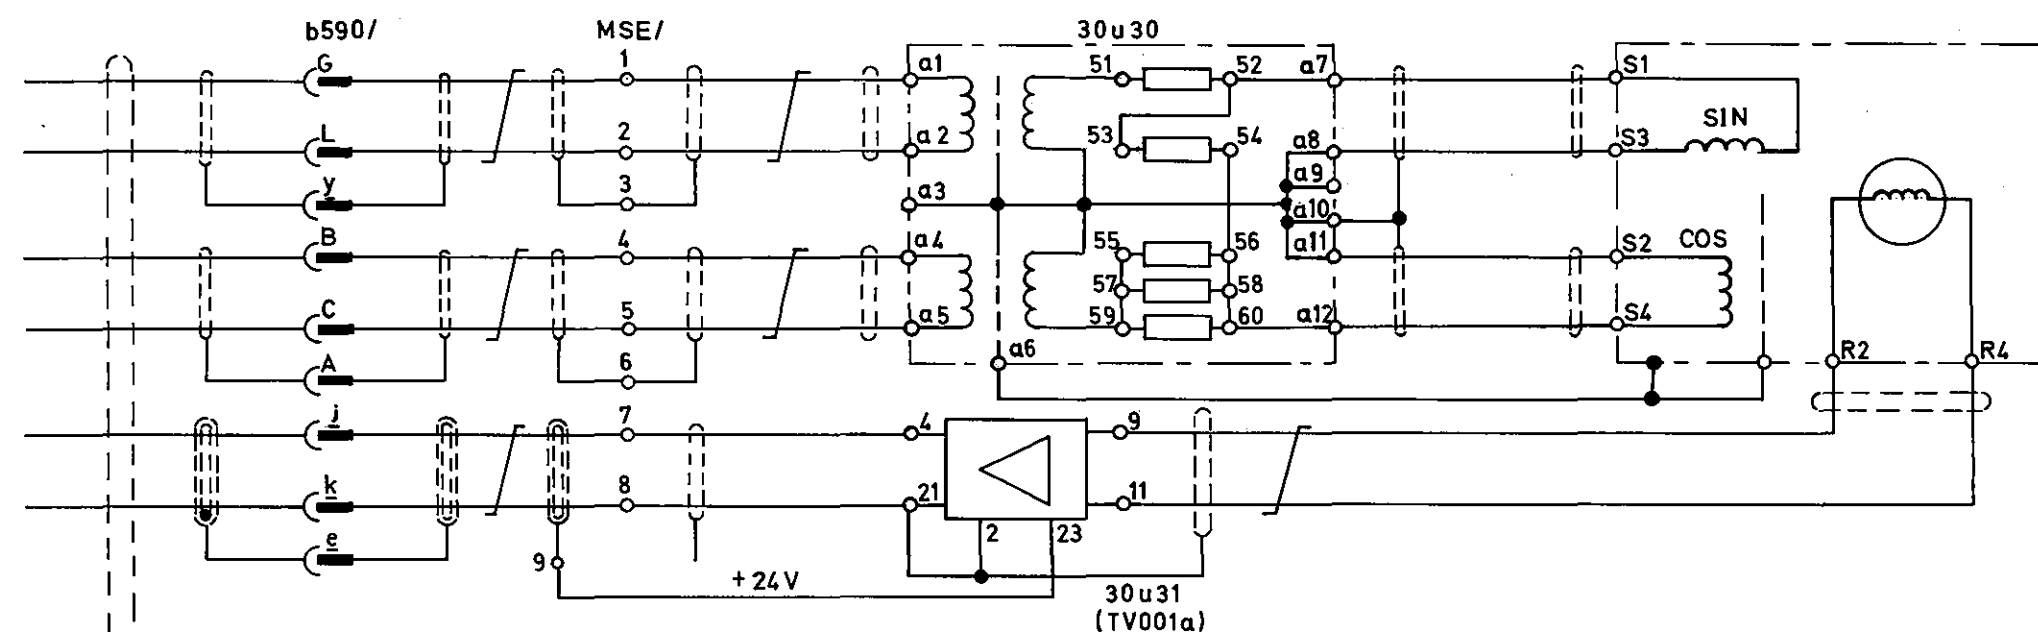 b590/ MSE/ 30u30
G 1 a1 51 52 a7 S1
SIN
L 2 a2 53 54 a8 S3
a9
y 3 a3
a10
B 4 a4 55 56 a11 S2 COS
57 58
C 5 a5 59 60 a12 S4
A 6 a6 R2 R4
j 7 4 9
k 8 21 11
2 23
e 9
+24V
30u31
(TV001a)